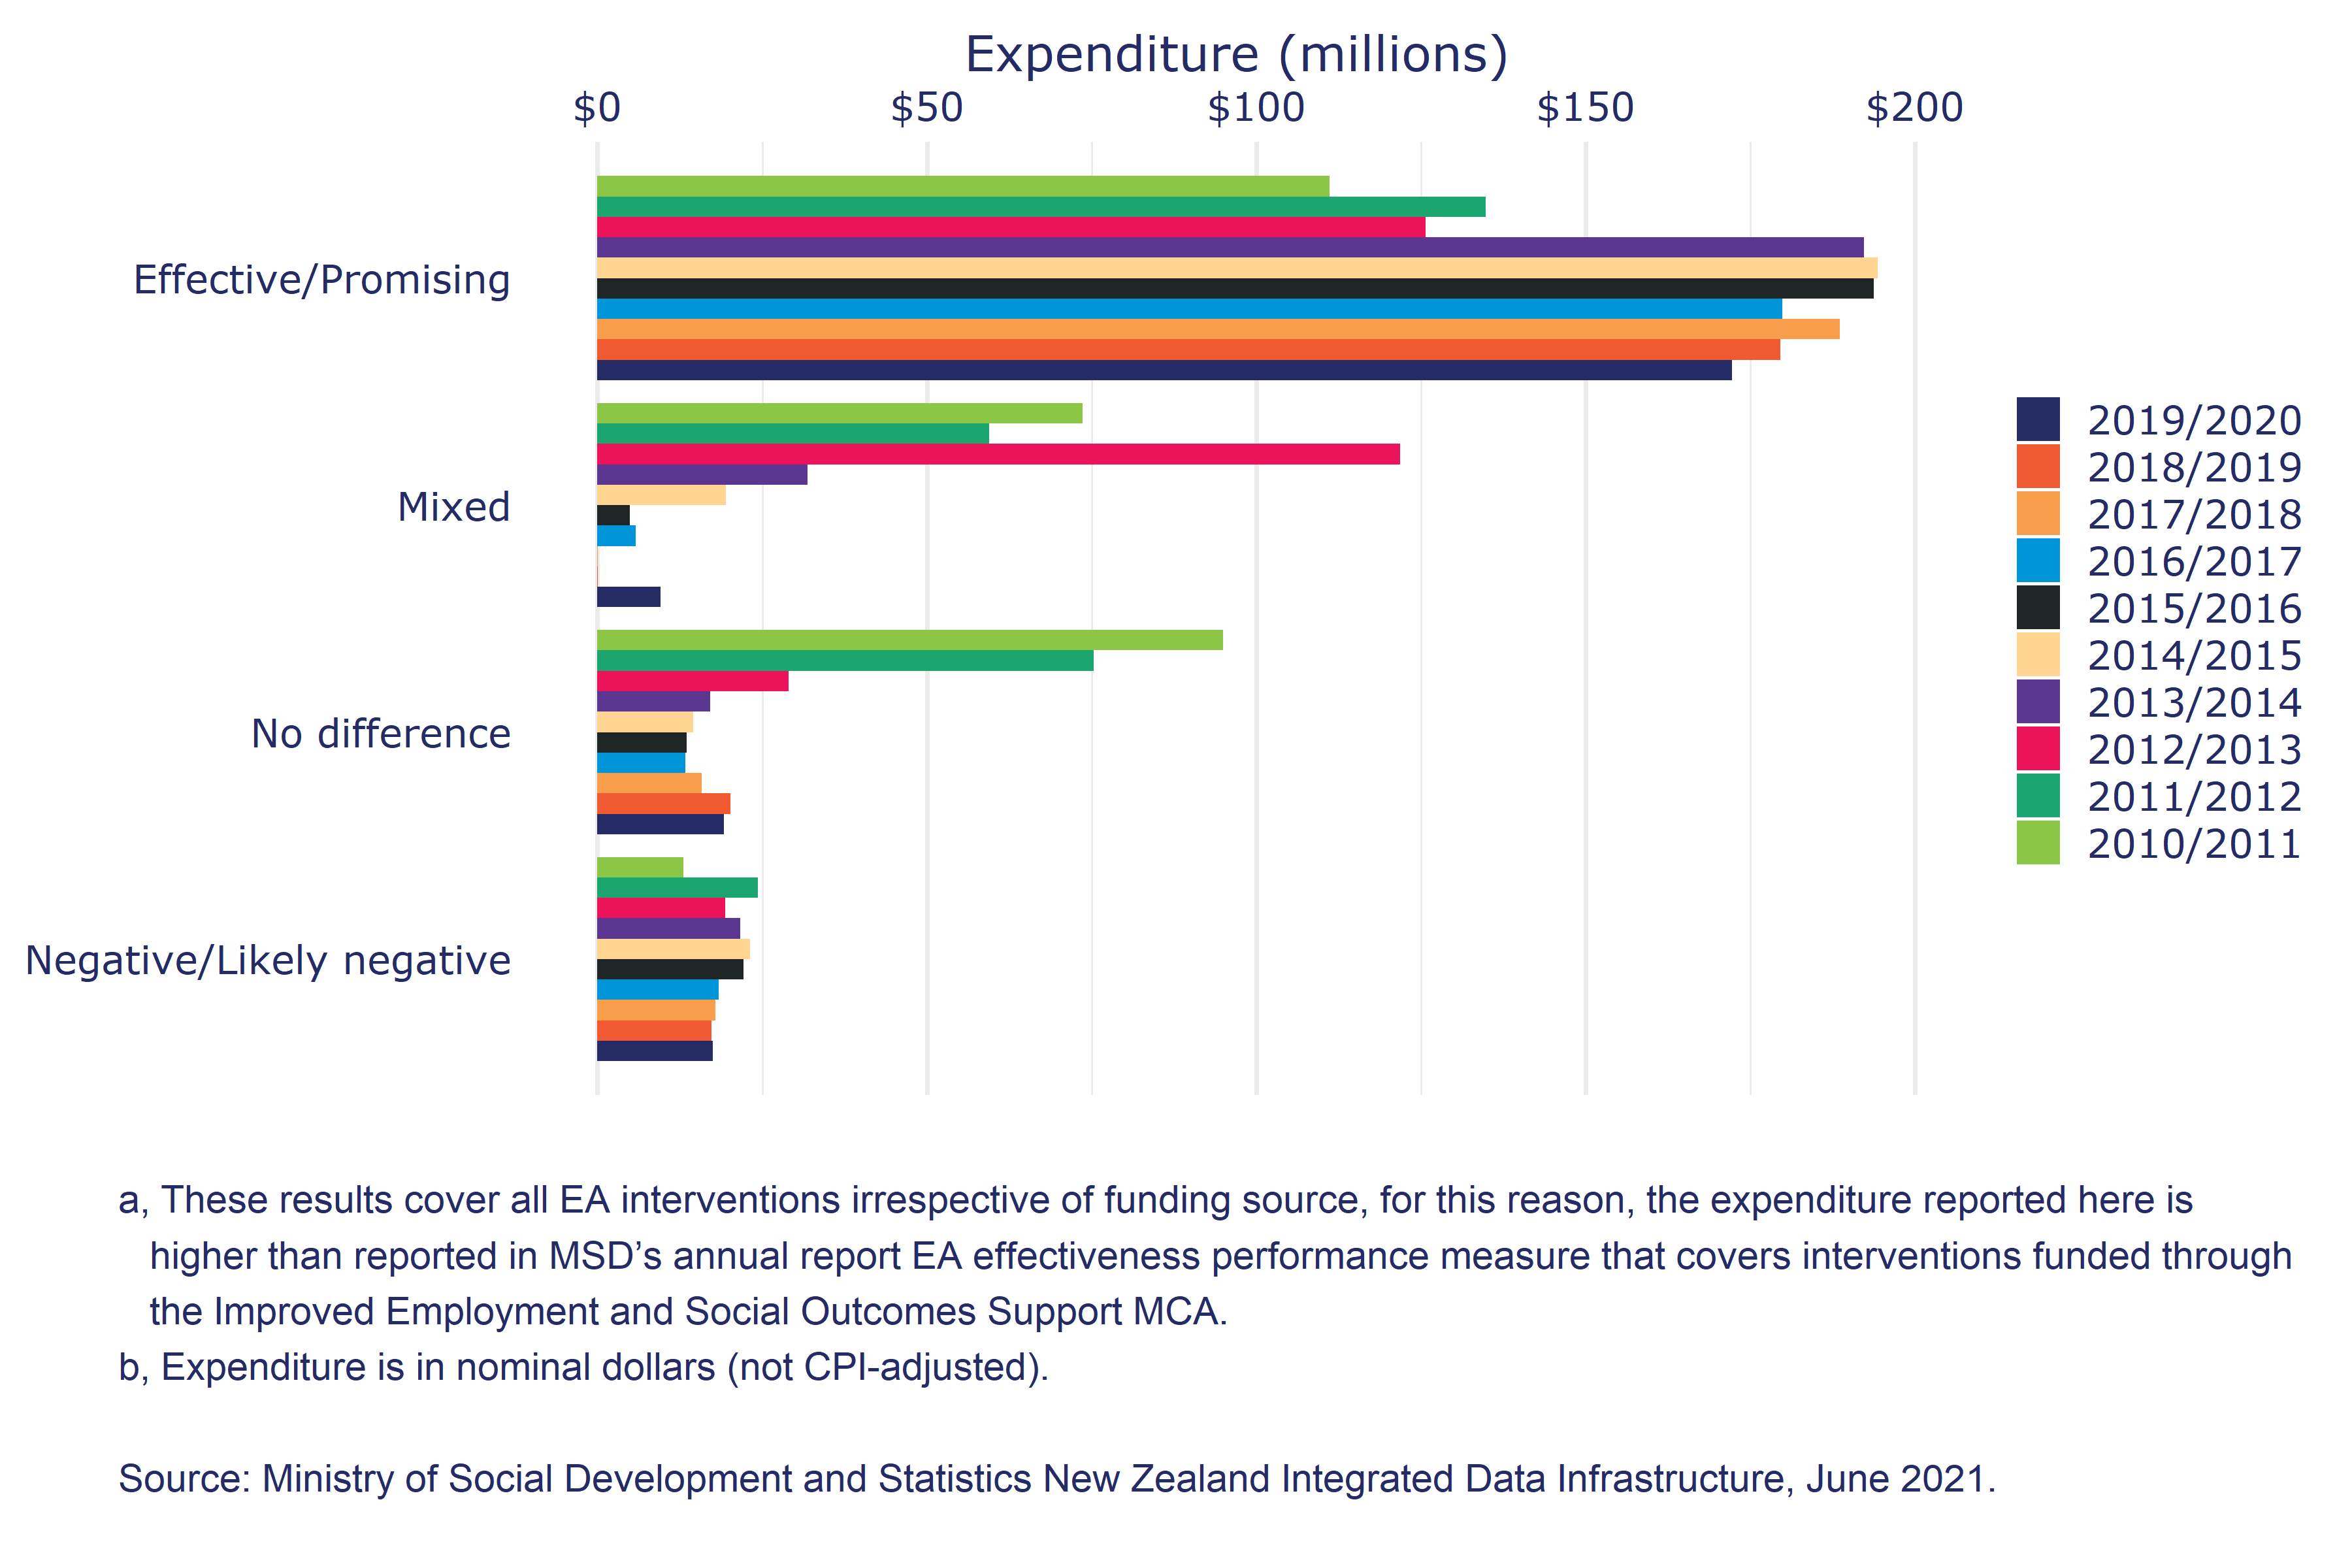 Expenditure (millions)
$0 $50 $100 $150 $200
Effective/Promising
Mixed
No difference
Negative/Likely negative
2019/2020
2018/2019
2017/2018
2016/2017
2015/2016
2014/2015
2013/2014
2012/2013
2011/2012
2010/2011
a, These results cover all EA interventions irrespective of funding source, for this reason, the expenditure reported here is
higher than reported in MSD’s annual report EA effectiveness performance measure that covers interventions funded through
the Improved Employment and Social Outcomes Support MCA.
b, Expenditure is in nominal dollars (not CPI-adjusted).
Source: Ministry of Social Development and Statistics New Zealand Integrated Data Infrastructure, June 2021.